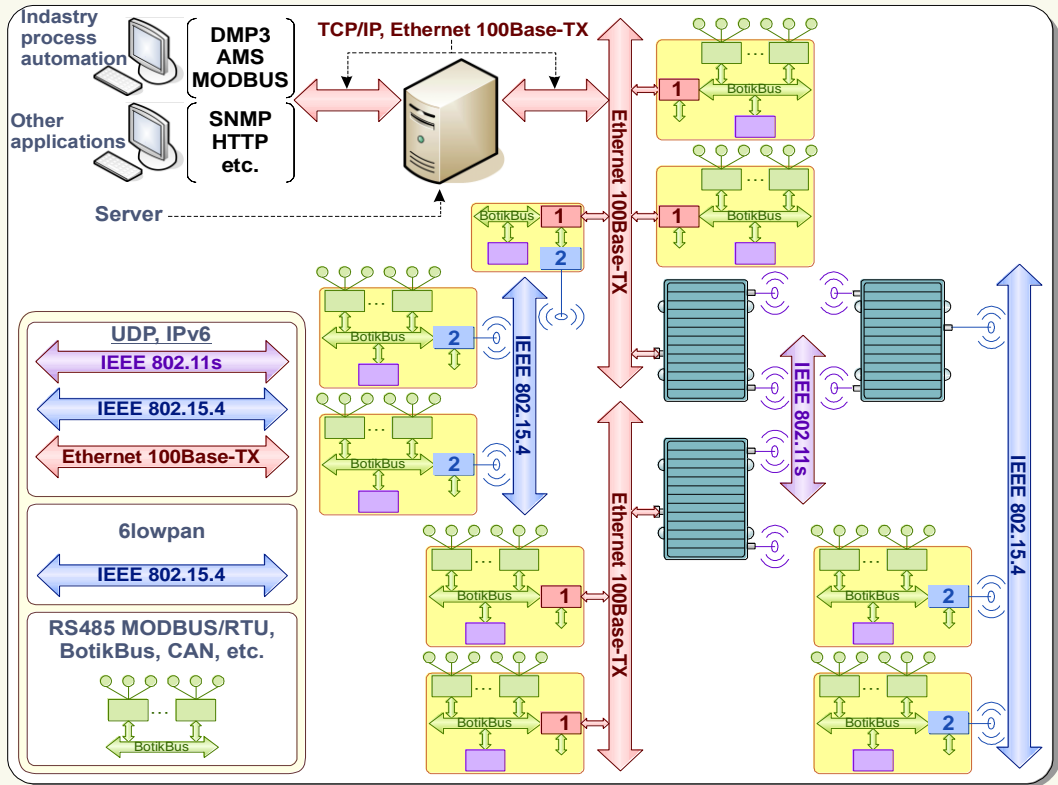 Indastry
process
automation
DMP3
AMS
MODBUS
TCP/IP, Ethernet 100Base-TX
Other
applications
SNMP
HTTP
etc.
Server
Ethernet 100Base-TX
1
BotikBus
1
BotikBus
BotikBus
1
2
BotikBus
2
BotikBus
2
IEEE 802.15.4
IEEE 802.11s
IEEE 802.15.4
Ethernet 100Base-TX
BotikBus
1
BotikBus
1
BotikBus
2
BotikBus
2
UDP, IPv6
IEEE 802.11s
IEEE 802.15.4
Ethernet 100Base-TX
6lowpan
IEEE 802.15.4
RS485 MODBUS/RTU,
BotikBus, CAN, etc.
BotikBus